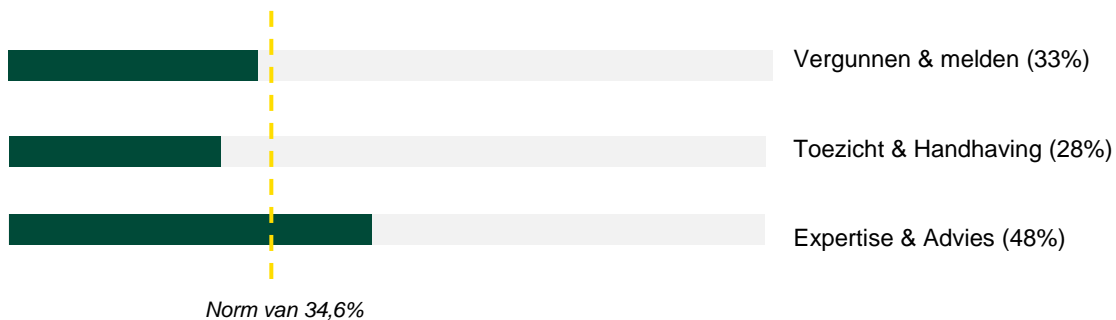 Vergunnen & melden (33%)
Toezicht & Handhaving (28%)
Expertise & Advies (48%)
Norm van 34,6%